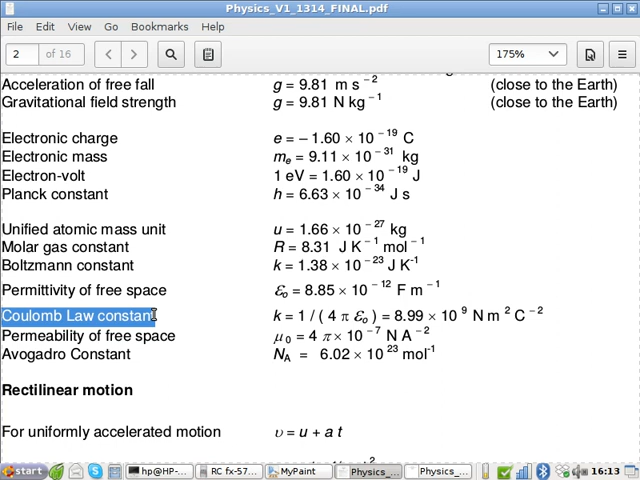 Physics_V1_1314_FINAL.pdf
File Edit View Go Bookmarks Help
2 of 16 175%
Acceleration of free fall g = 9.81 m s⁻² (close to the Earth)
Gravitational field strength g = 9.81 N kg⁻¹ (close to the Earth)
Electronic charge e = − 1.60 × 10⁻¹⁹ C
Electronic mass mₑ = 9.11 × 10⁻³¹ kg
Electron-volt 1 eV = 1.60 × 10⁻¹⁹ J
Planck constant h = 6.63 × 10⁻³⁴ J s
Unified atomic mass unit u = 1.66 × 10⁻²⁷ kg
Molar gas constant R = 8.31 J K⁻¹ mol⁻¹
Boltzmann constant k = 1.38 × 10⁻²³ J K⁻¹
Permittivity of free space ℰₒ = 8.85 × 10⁻¹² F m⁻¹
Coulomb Law constant k = 1 / ( 4 π ℰₒ ) = 8.99 × 10⁹ N m² C⁻²
Permeability of free space μ₀ = 4 π × 10⁻⁷ N A⁻²
Avogadro Constant N_A = 6.02 × 10²³ mol⁻¹
Rectilinear motion
For uniformly accelerated motion υ = u + a t
start hp@HP-... RC fx-57... MyPaint Physics_... Physics_... 16:13